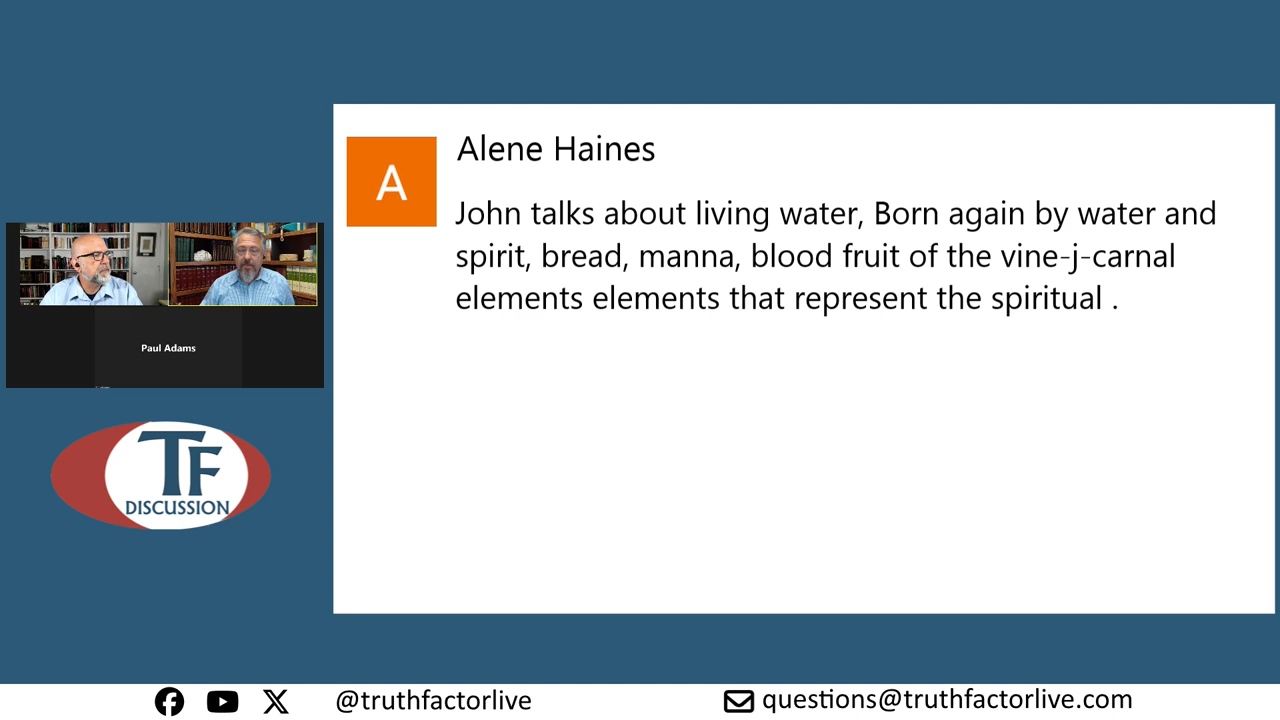 Alene Haines
A
John talks about living water, Born again by water and
spirit, bread, manna, blood fruit of the vine-j-carnal
elements elements that represent the spiritual .
Paul Adams
TF
DISCUSSION
@truthfactorlive
questions@truthfactorlive.com